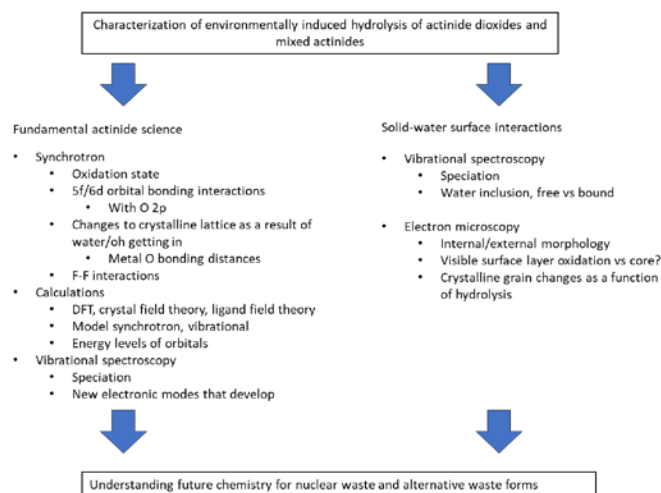 Characterization of environmentally induced hydrolysis of actinide dioxides and
mixed actinides
Fundamental actinide science
• Synchrotron
• Oxidation state
• 5f/6d orbital bonding interactions
• With O 2p
• Changes to crystalline lattice as a result of
water/oh getting in
• Metal O bonding distances
• F-F interactions
• Calculations
• DFT, crystal field theory, ligand field theory
• Model synchrotron, vibrational
• Energy levels of orbitals
• Vibrational spectroscopy
• Speciation
• New electronic modes that develop
Solid-water surface interactions
• Vibrational spectroscopy
• Speciation
• Water inclusion, free vs bound
• Electron microscopy
• Internal/external morphology
• Visible surface layer oxidation vs core?
• Crystalline grain changes as a function
of hydrolysis
Understanding future chemistry for nuclear waste and alternative waste forms